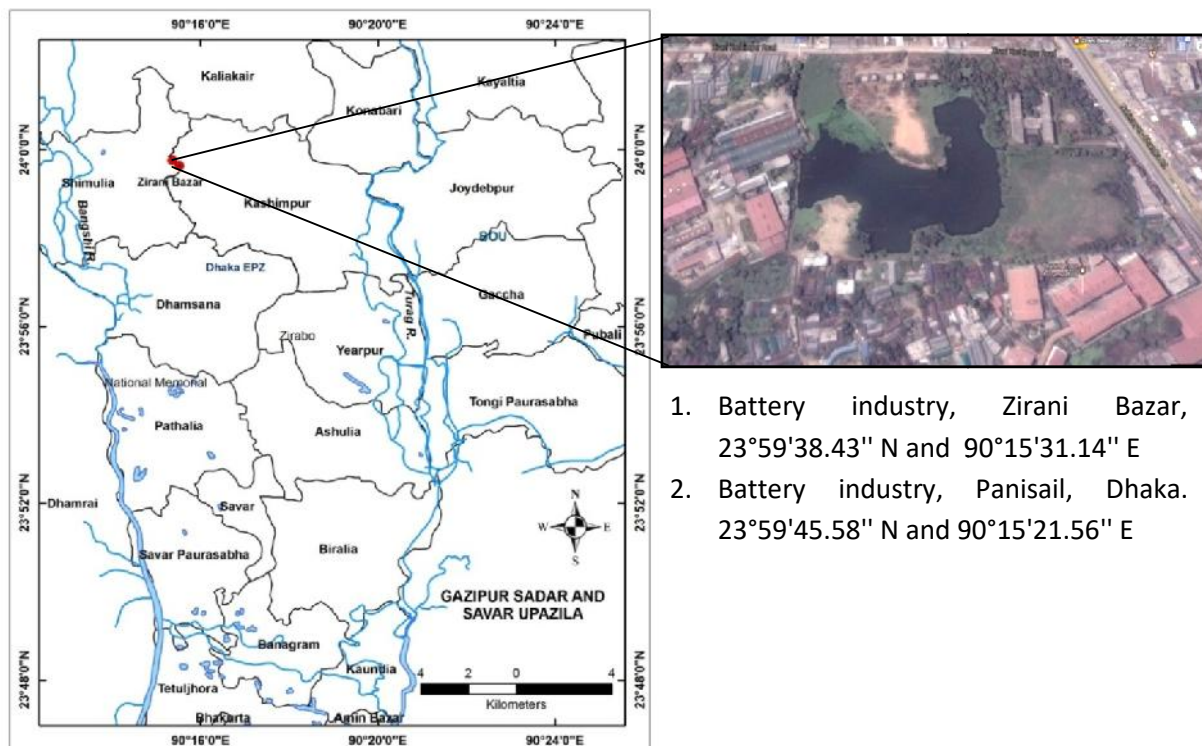 90°16'0"E
90°20'0"E
90°24'0"E
Kaliakair
Konabari
Kayaltia
24°0'0"N
24°0'0"N
Shimulia
Zirani Bazar
Kashimpur
Joydebpur
Bangshi R.
BOU
Dhaka EPZ
Dhamsana
Turag R.
Gaccha
23°56'0"N
23°56'0"N
Zirabo
Yearpur
Pubali
National Memorial
Pathalia
Ashulia
Tongi Paurasabha
23°52'0"N
23°52'0"N
Dhamrai
Savar
N
W
E
S
Savar Paurasabha
Biralia
GAZIPUR SADAR AND
SAVAR UPAZILA
Banagram
Kaundia
23°48'0"N
23°48'0"N
Tetuljhora
4 2 0 4
Kilometers
Bhakarta
Amin Bazar
90°16'0"E
90°20'0"E
90°24'0"E
1. Battery industry, Zirani Bazar,
23°59'38.43'' N and 90°15'31.14'' E
2. Battery industry, Panisail, Dhaka.
23°59'45.58'' N and 90°15'21.56'' E